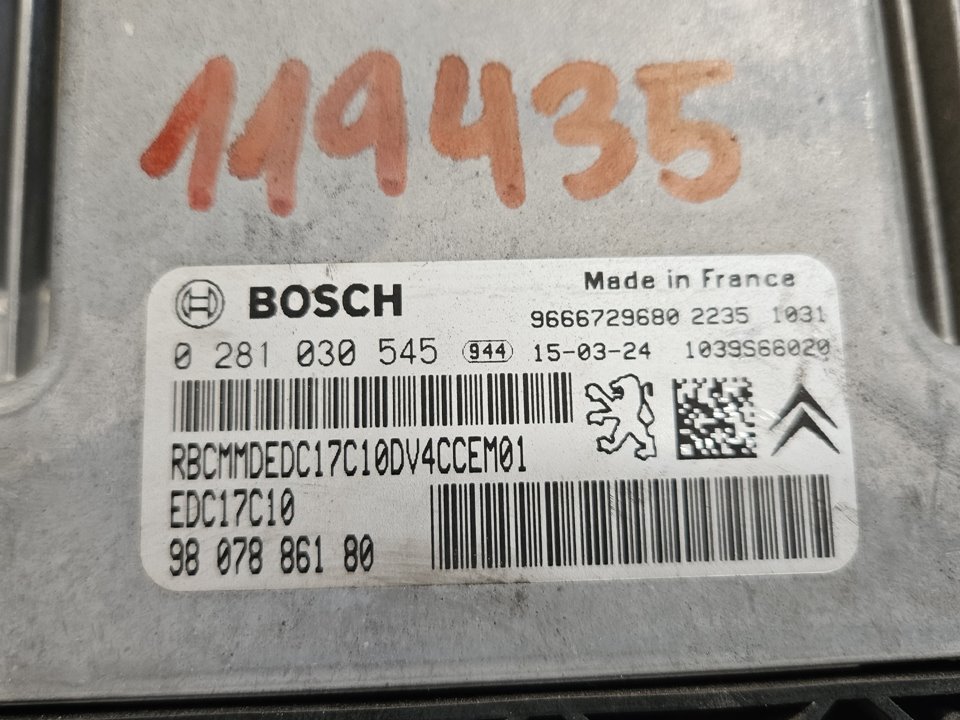 119435
BOSCH
Made in France
9666729680 2235 1031
0 281 030 545 944 15-03-24 1039S66020
RBCMMDEDC17C10DV4CCEM01
EDC17C10
98 078 861 80